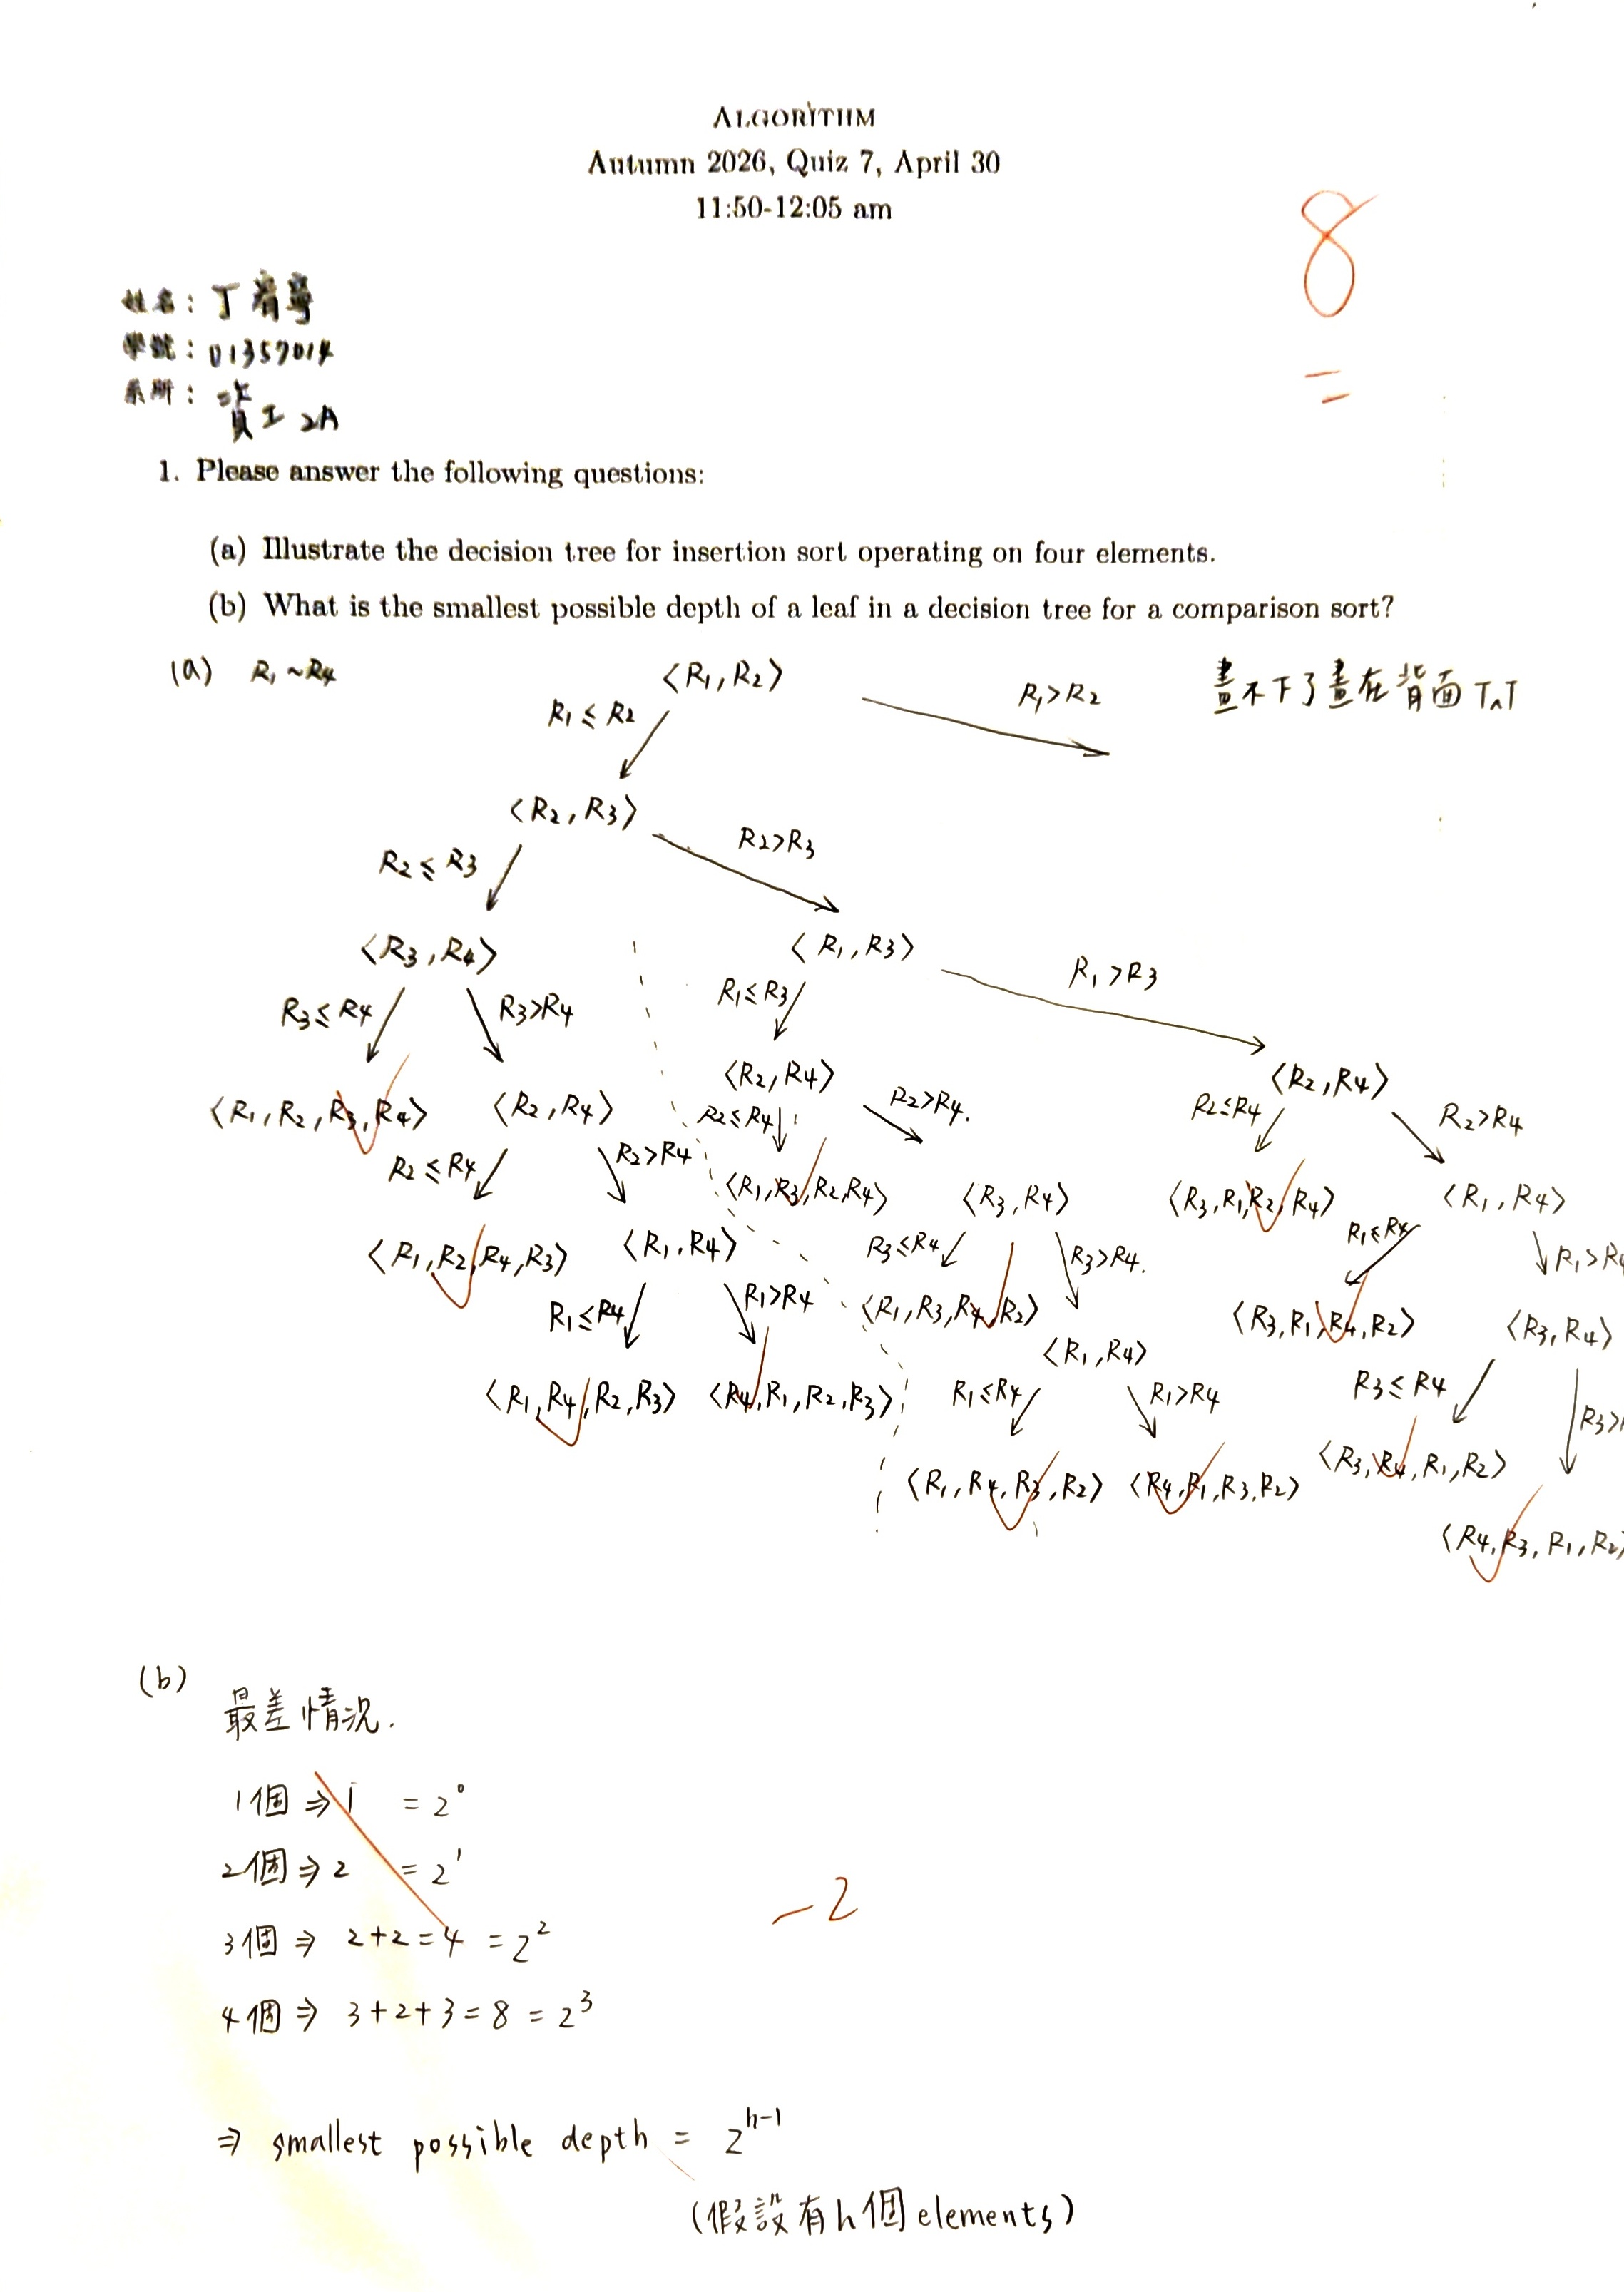 ALGORITHM
Autumn 2026, Quiz 7, April 30
11:50-12:05 am
8
姓名：丁宥寧
學號：01357014
系所：資工2A
1. Please answer the following questions:
(a) Illustrate the decision tree for insertion sort operating on four elements.
(b) What is the smallest possible depth of a leaf in a decision tree for a comparison sort?
(a) R1~R4
<R1,R2>
畫不下了畫在背面 T^T
R1≤R2
R1>R2
<R2,R3>
R2≤R3
R2>R3
<R3,R4>
<R1,R3>
R3≤R4
R3>R4
R1≤R3
R1>R3
<R1,R2,R3,R4>
<R2,R4>
<R2,R4>
<R2,R4>
R2≤R4
R2>R4
R2≤R4
R2>R4.
R2≤R4
R2>R4
<R1,R2,R4,R3>
<R1,R4>
<R1,R3,R2,R4>
<R3,R4>
<R3,R1,R2,R4>
<R1,R4>
R1≤R4
R1>R4
R3≤R4
R3>R4.
R1≤R4
R1>R4
<R1,R4,R2,R3>
<R4,R1,R2,R3>
<R1,R3,R4,R2>
<R1,R4>
<R3,R1,R4,R2>
<R3,R4>
R1≤R4
R1>R4
R3≤R4
R3>
<R1,R4,R3,R2>
<R4,R1,R3,R2>
<R3,R4,R1,R2>
<R4,R3,R1,R2>
(b)
最差情況.
1個⇒1 = 2⁰
2個⇒2 = 2¹
3個⇒ 2+2=4 = 2²
-2
4個⇒ 3+2+3=8 = 2³
⇒ smallest possible depth = 2ʰ⁻¹
(假設有h個elements)